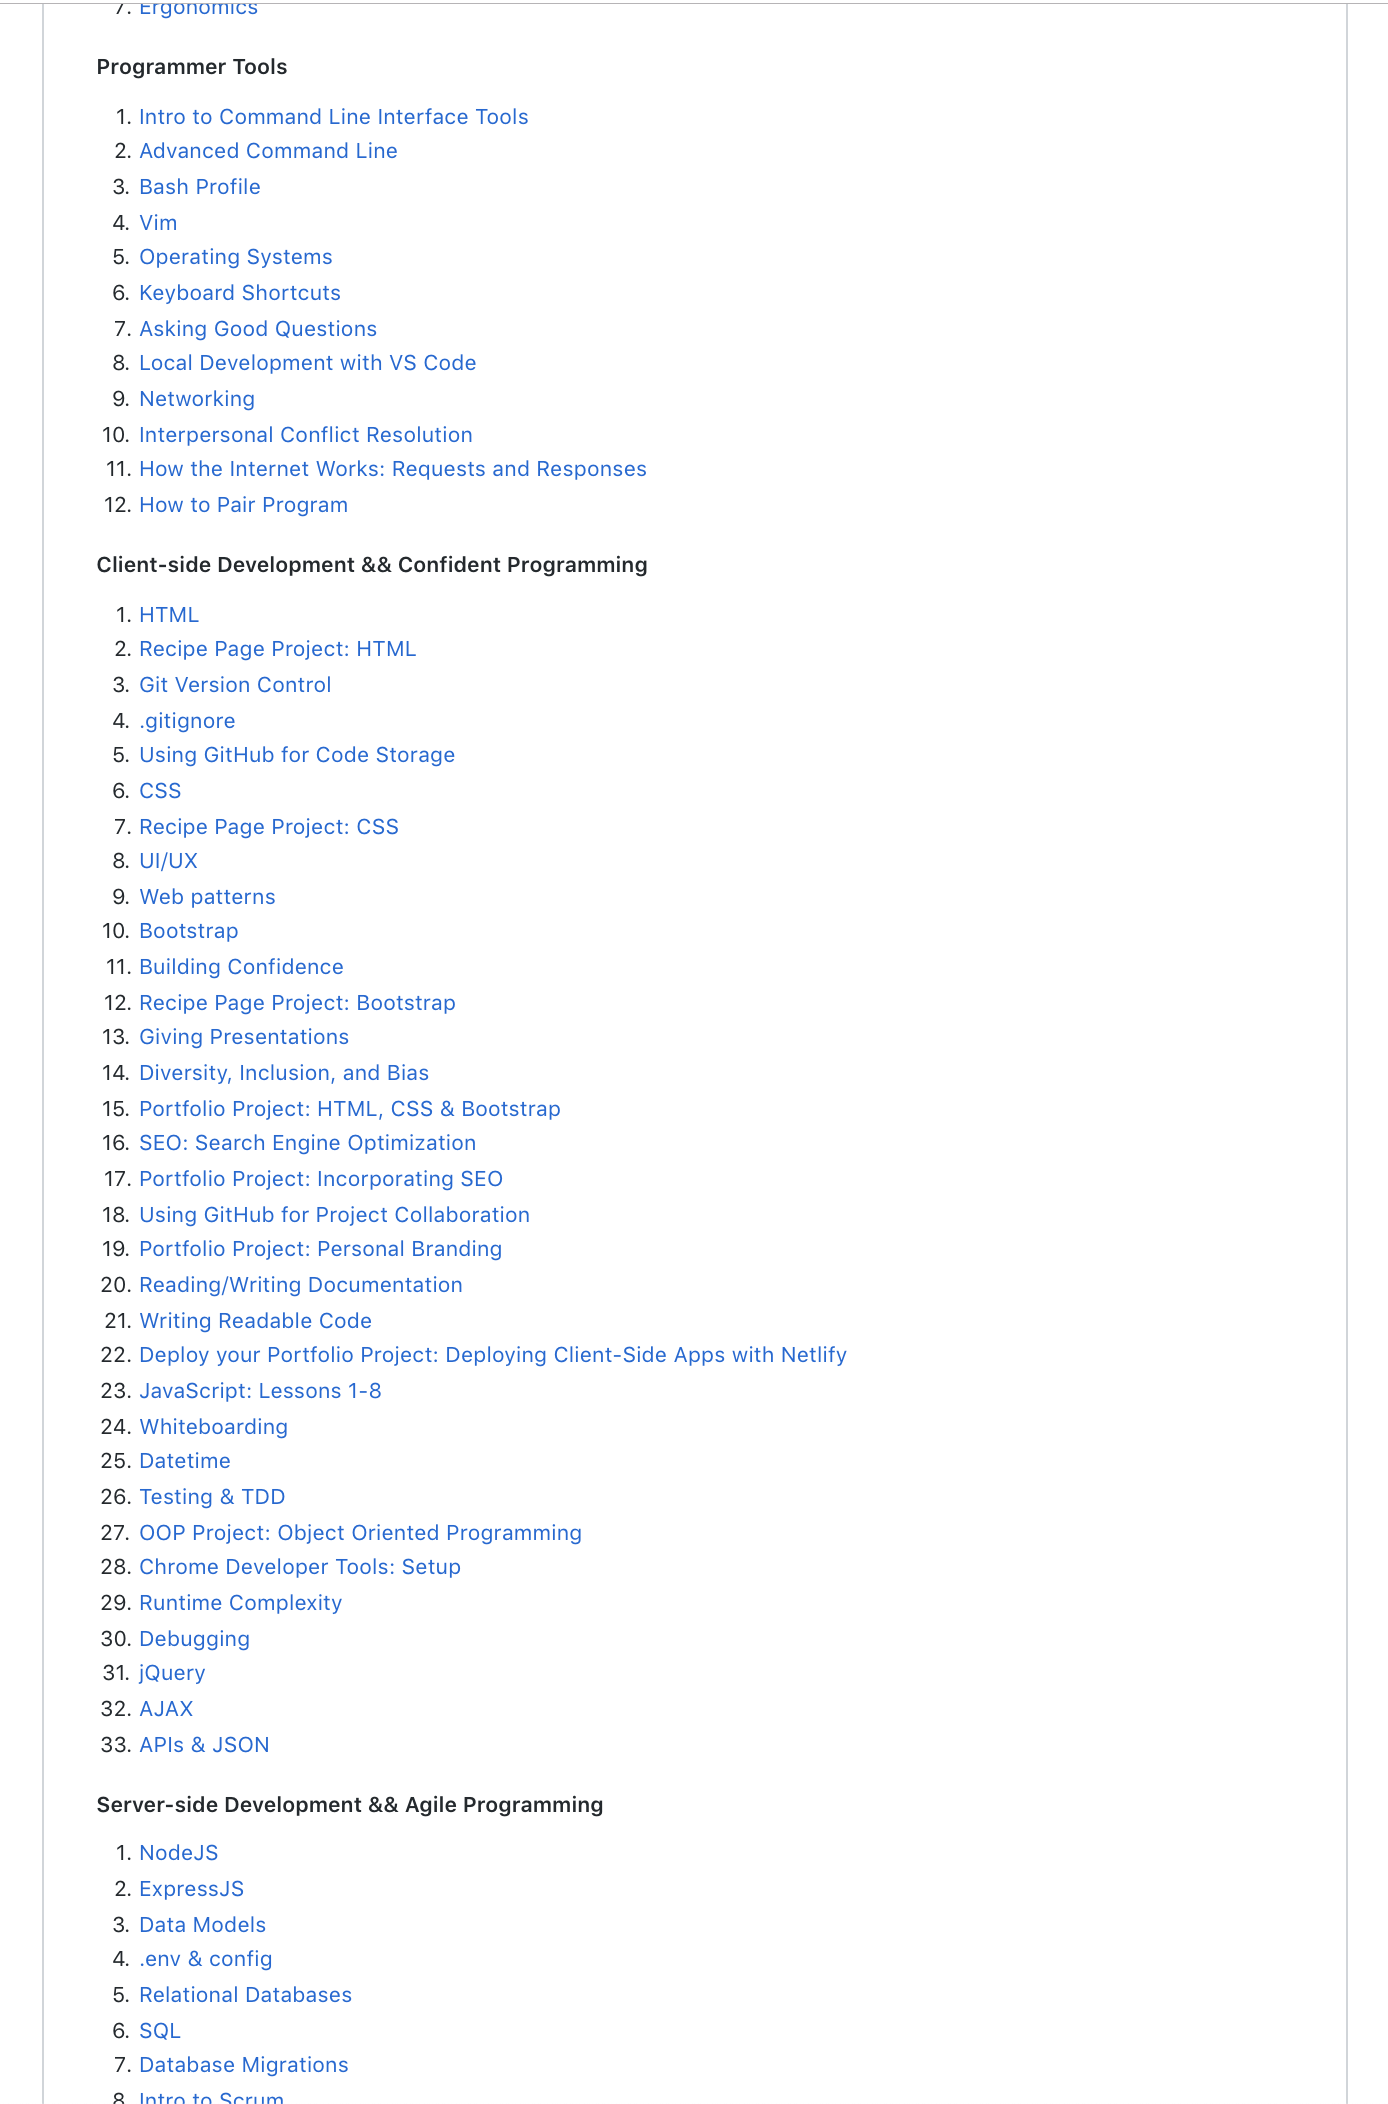 7. Ergonomics
Programmer Tools
1. Intro to Command Line Interface Tools
2. Advanced Command Line
3. Bash Profile
4. Vim
5. Operating Systems
6. Keyboard Shortcuts
7. Asking Good Questions
8. Local Development with VS Code
9. Networking
10. Interpersonal Conflict Resolution
11. How the Internet Works: Requests and Responses
12. How to Pair Program
Client-side Development && Confident Programming
1. HTML
2. Recipe Page Project: HTML
3. Git Version Control
4. .gitignore
5. Using GitHub for Code Storage
6. CSS
7. Recipe Page Project: CSS
8. UI/UX
9. Web patterns
10. Bootstrap
11. Building Confidence
12. Recipe Page Project: Bootstrap
13. Giving Presentations
14. Diversity, Inclusion, and Bias
15. Portfolio Project: HTML, CSS & Bootstrap
16. SEO: Search Engine Optimization
17. Portfolio Project: Incorporating SEO
18. Using GitHub for Project Collaboration
19. Portfolio Project: Personal Branding
20. Reading/Writing Documentation
21. Writing Readable Code
22. Deploy your Portfolio Project: Deploying Client-Side Apps with Netlify
23. JavaScript: Lessons 1-8
24. Whiteboarding
25. Datetime
26. Testing & TDD
27. OOP Project: Object Oriented Programming
28. Chrome Developer Tools: Setup
29. Runtime Complexity
30. Debugging
31. jQuery
32. AJAX
33. APIs & JSON
Server-side Development && Agile Programming
1. NodeJS
2. ExpressJS
3. Data Models
4. .env & config
5. Relational Databases
6. SQL
7. Database Migrations
8. Intro to Scrum